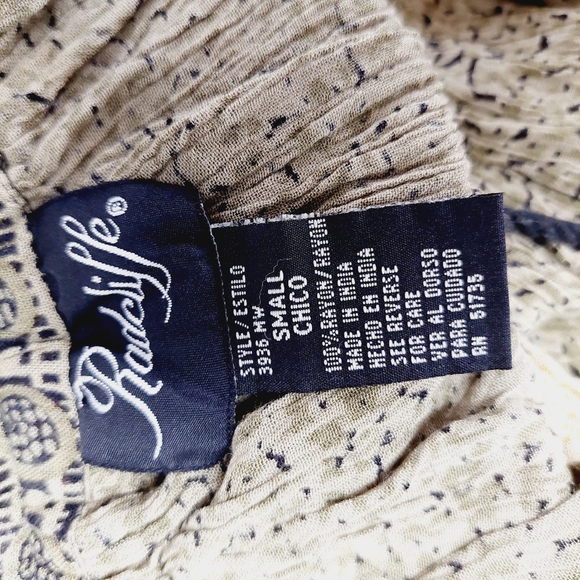 Radcliffe®
STYLE/ESTILO
3936 MW
SMALL
CHICO
100% RAYON/RAYON
MADE IN INDIA
HECHO EN INDIA
SEE REVERSE
FOR CARE
VER AL DORSO
PARA CUIDADO
RN 51735